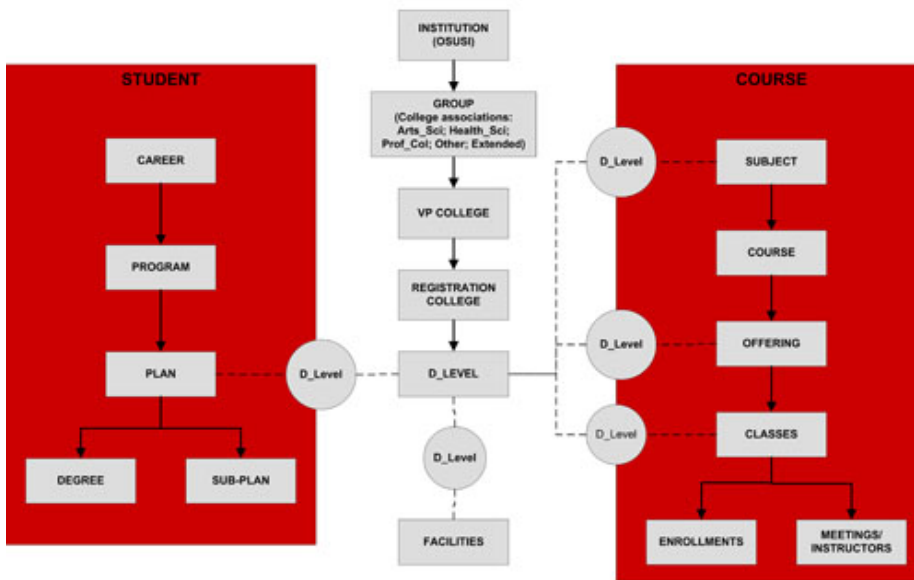 INSTITUTION
(OSUSI)
STUDENT
COURSE
GROUP
(College associations:
Arts_Sci; Health_Sci;
Prof_Col; Other; Extended)
CAREER
D_Level
SUBJECT
VP COLLEGE
PROGRAM
COURSE
REGISTRATION
COLLEGE
PLAN
D_Level
D_LEVEL
D_Level
OFFERING
D_Level
CLASSES
D_Level
DEGREE
SUB-PLAN
FACILITIES
ENROLLMENTS
MEETINGS/
INSTRUCTORS